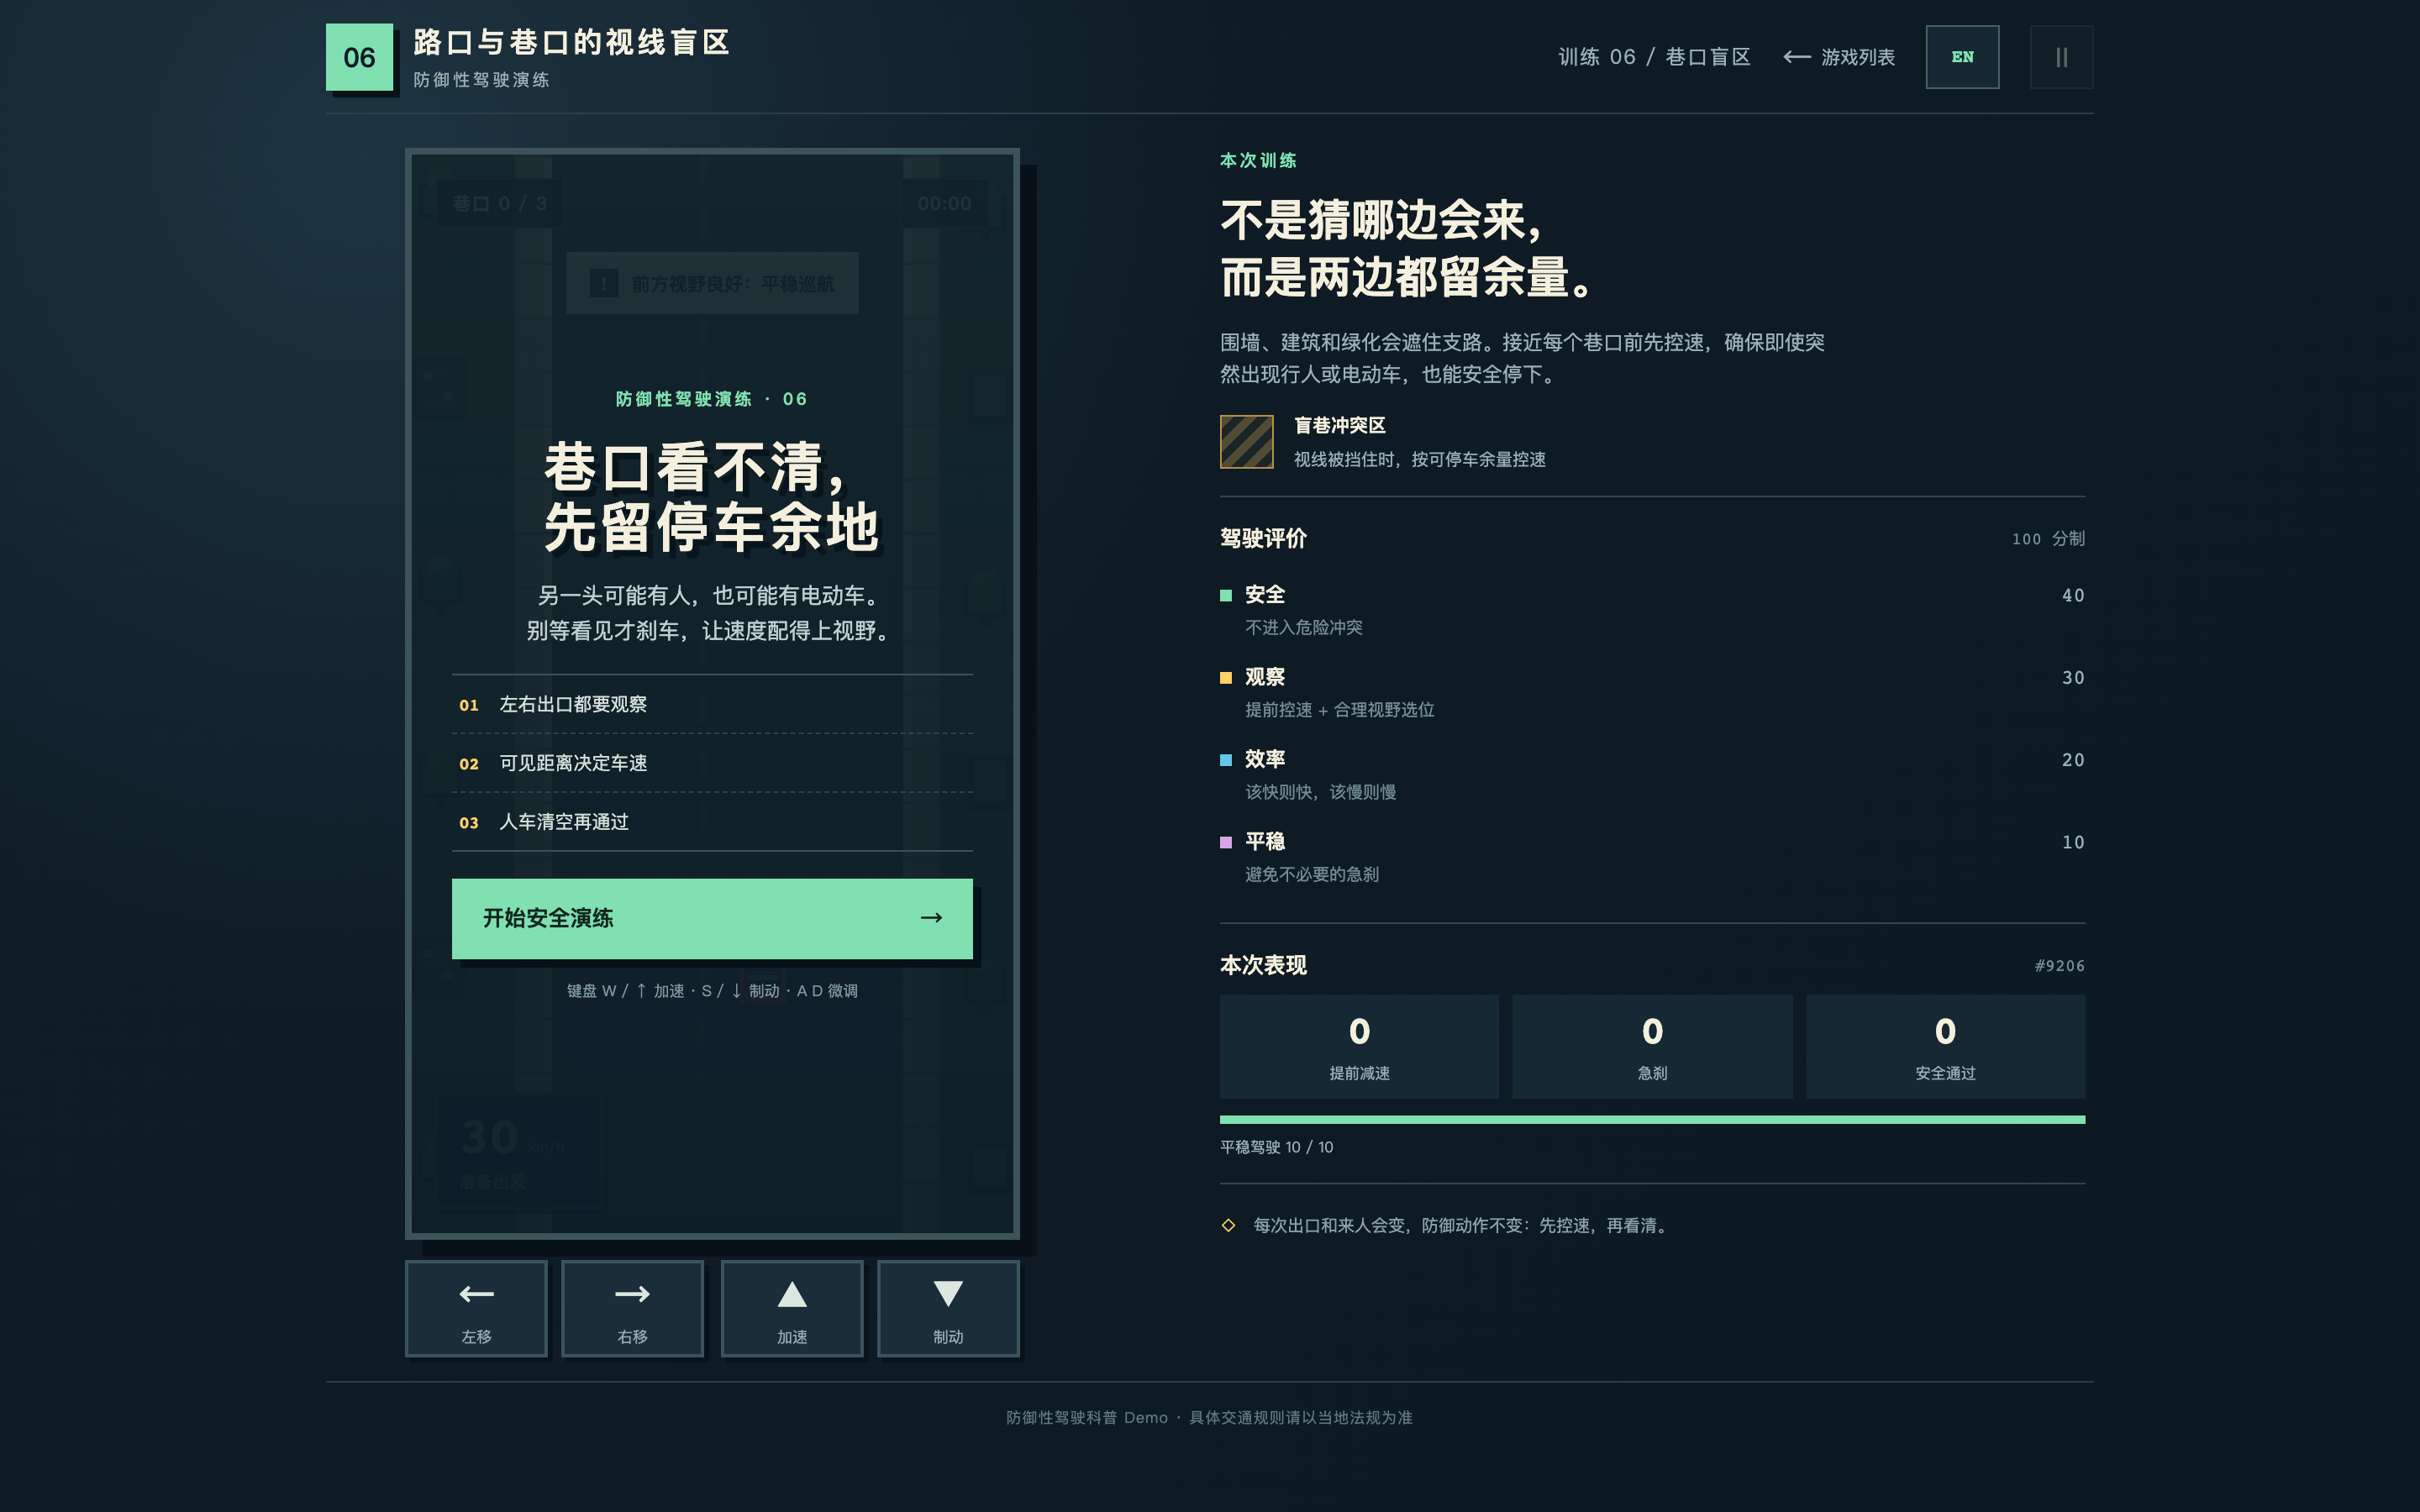 06
路口与巷口的视线盲区
防御性驾驶演练
训练 06 / 巷口盲区
← 游戏列表
EN
巷口 0 / 3
00:00
! 前方视野良好：平稳巡航
防御性驾驶演练 · 06
巷口看不清，
先留停车余地
另一头可能有人，也可能有电动车。
别等看见才刹车，让速度配得上视野。
01 左右出口都要观察
02 可见距离决定车速
03 人车清空再通过
开始安全演练 →
键盘 W / ↑ 加速 · S / ↓ 制动 · A D 微调
30 km/h
准备出发
← 左移
→ 右移
▲ 加速
▼ 制动
本次训练
不是猜哪边会来，
而是两边都留余量。
围墙、建筑和绿化会遮住支路。接近每个巷口前先控速，确保即使突
然出现行人或电动车，也能安全停下。
盲巷冲突区
视线被挡住时，按可停车余量控速
驾驶评价
100 分制
安全 40
不进入危险冲突
观察 30
提前控速 + 合理视野选位
效率 20
该快则快，该慢则慢
平稳 10
避免不必要的急刹
本次表现
#9206
0 提前减速
0 急刹
0 安全通过
平稳驾驶 10 / 10
◇ 每次出口和来人会变，防御动作不变：先控速，再看清。
防御性驾驶科普 Demo · 具体交通规则请以当地法规为准